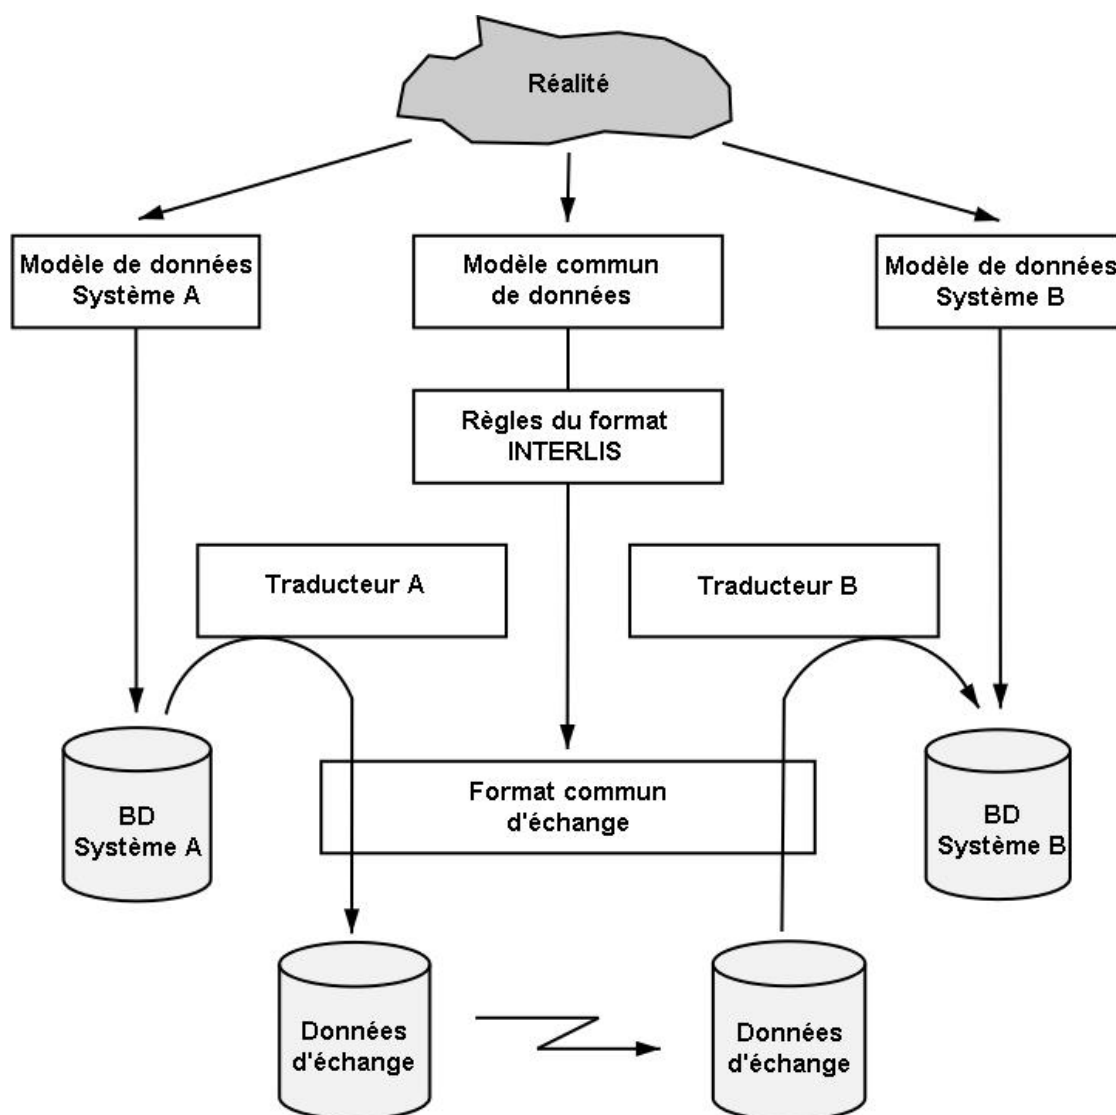 Réalité
Modèle de données
Système A
Modèle commun
de données
Modèle de données
Système B
Règles du format
INTERLIS
Traducteur A
Traducteur B
Format commun
d'échange
BD
Système A
BD
Système B
Données
d'échange
Données
d'échange